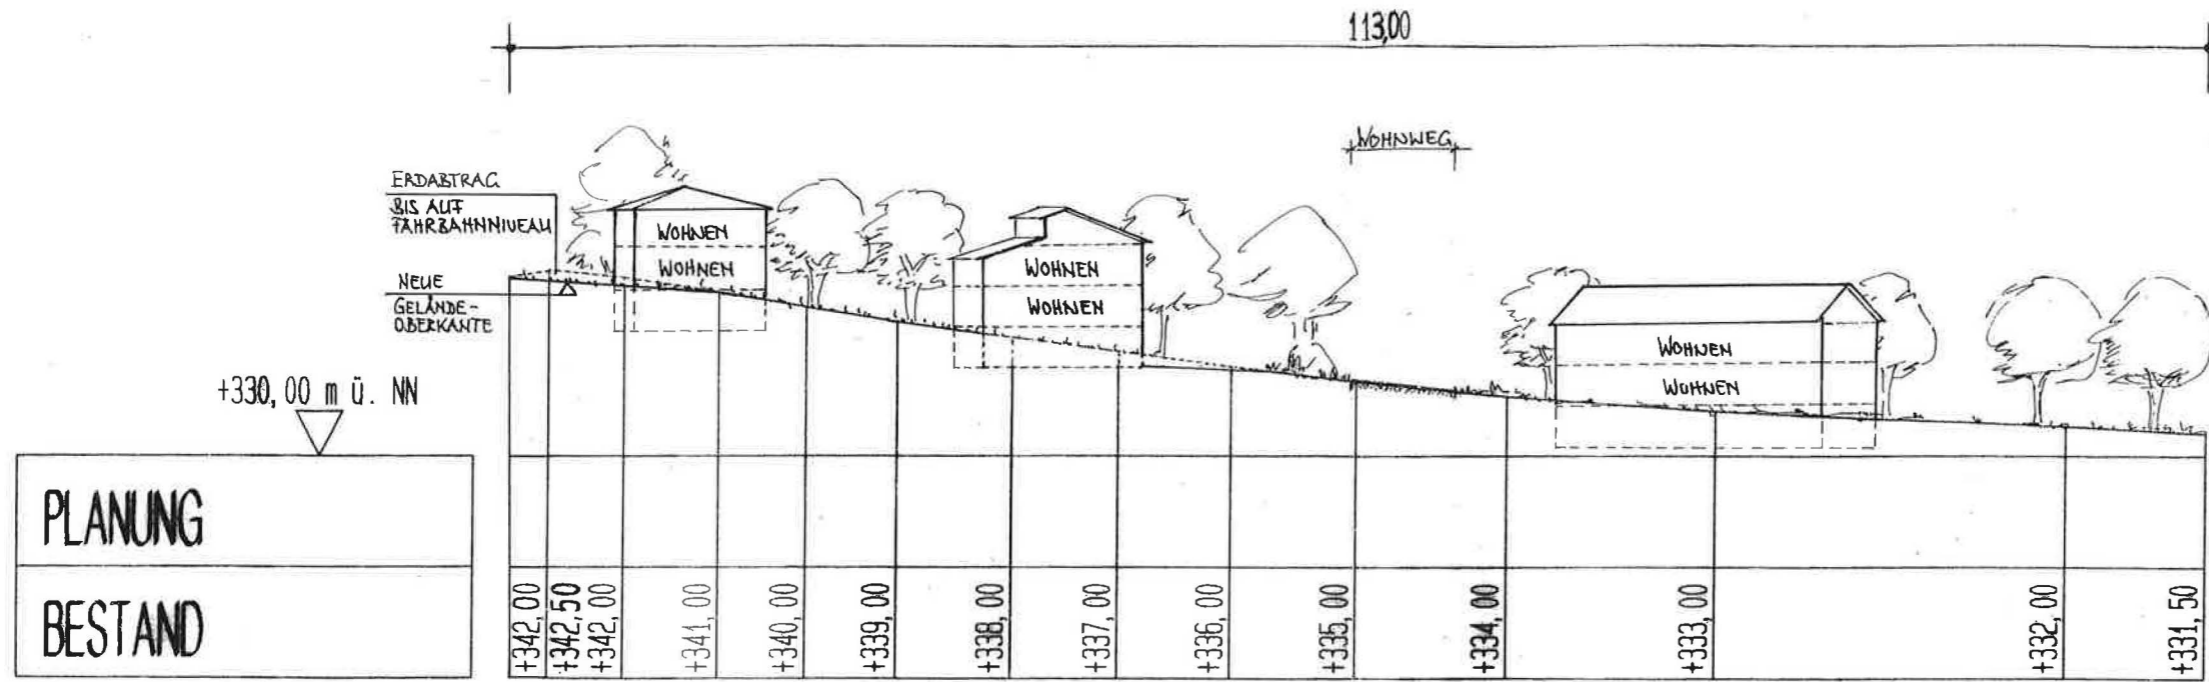 113,00
WOHNWEG
ERDABTRAG
BIS AUF
FAHRBAHNNIVEAU
WOHNEN
WOHNEN
WOHNEN
WOHNEN
NEUE
GELÄNDE-
OBERKANTE
WOHNEN
WOHNEN
+330,00 m ü. NN
PLANUNG
BESTAND
+342,00
+342,50
+342,00
+341,00
+340,00
+339,00
+338,00
+337,00
+336,00
+335,00
+334,00
+333,00
+332,00
+331,50